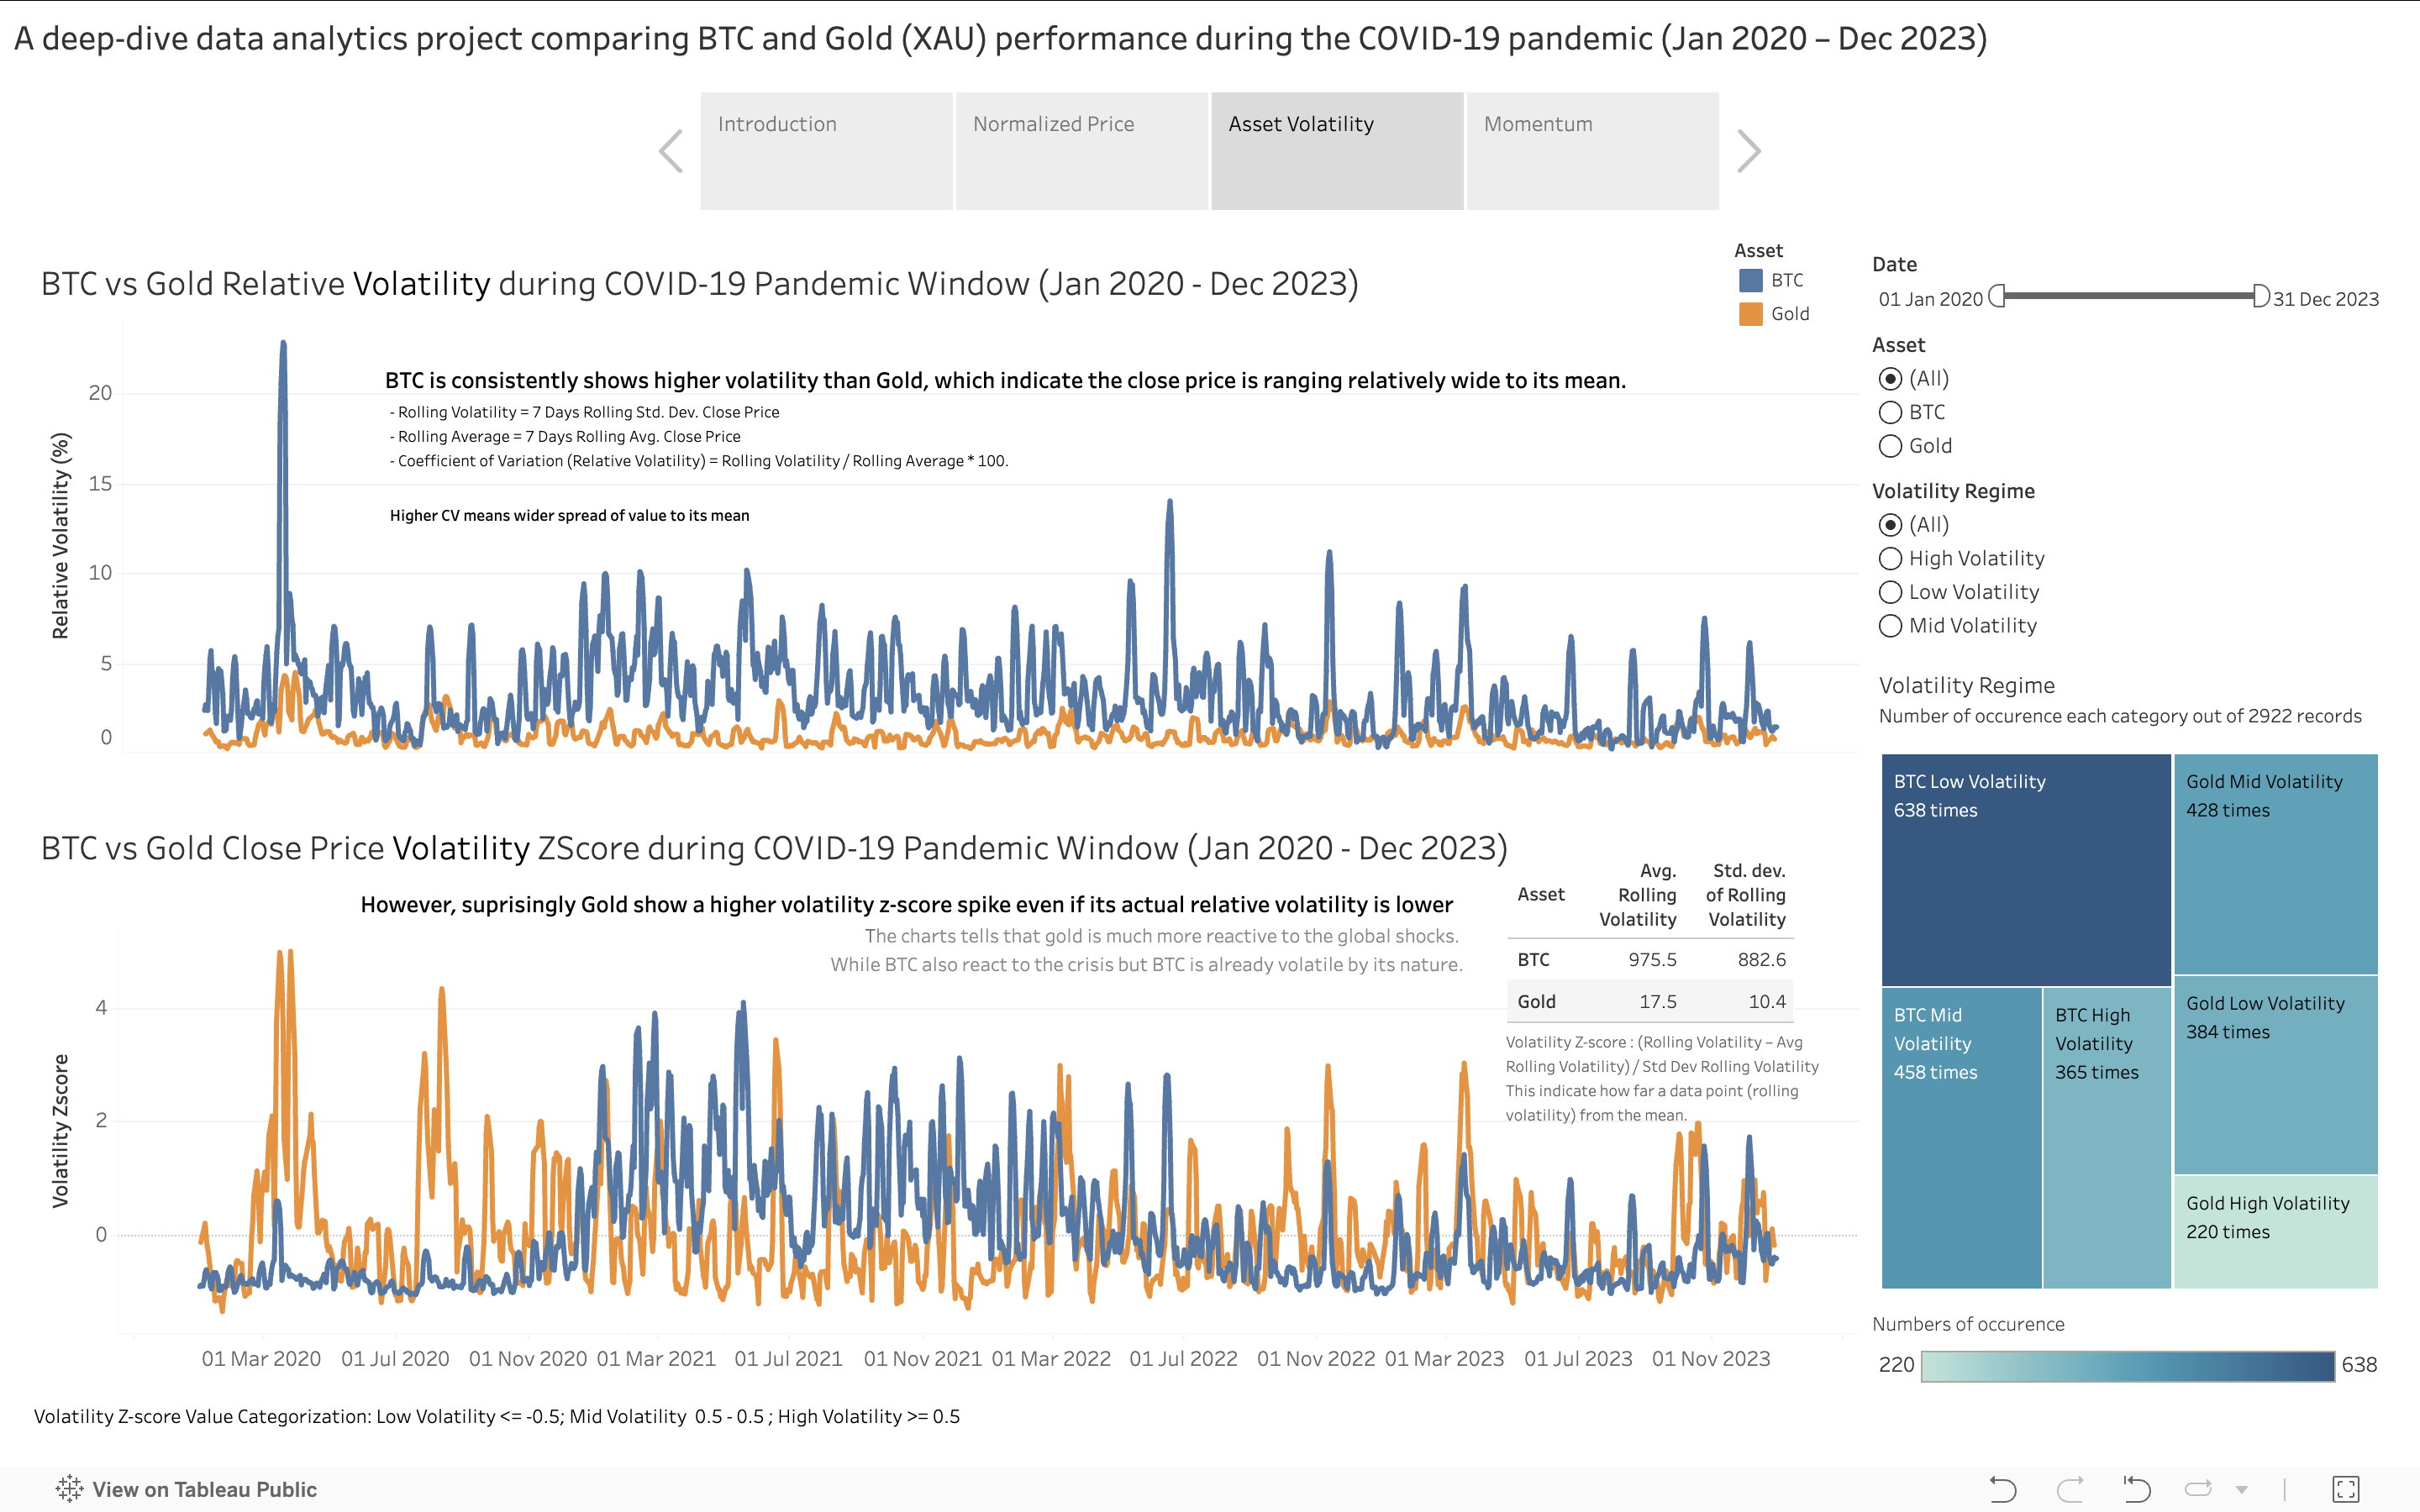 A deep-dive data analytics project comparing BTC and Gold (XAU) performance during the COVID-19 pandemic (Jan 2020 – Dec 2023)
Introduction
Normalized Price
Asset Volatility
Momentum
BTC vs Gold Relative Volatility during COVID-19 Pandemic Window (Jan 2020 - Dec 2023)
Asset
BTC
Gold
BTC is consistently shows higher volatility than Gold, which indicate the close price is ranging relatively wide to its mean.
- Rolling Volatility = 7 Days Rolling Std. Dev. Close Price
- Rolling Average = 7 Days Rolling Avg. Close Price
- Coefficient of Variation (Relative Volatility) = Rolling Volatility / Rolling Average * 100.
Higher CV means wider spread of value to its mean
Relative Volatility (%)
20
15
10
5
0
BTC vs Gold Close Price Volatility ZScore during COVID-19 Pandemic Window (Jan 2020 - Dec 2023)
However, suprisingly Gold show a higher volatility z-score spike even if its actual relative volatility is lower
The charts tells that gold is much more reactive to the global shocks.
While BTC also react to the crisis but BTC is already volatile by its nature.
Asset
Avg. Rolling Volatility
Std. dev. of Rolling Volatility
BTC 975.5 882.6
Gold 17.5 10.4
Volatility Z-score : (Rolling Volatility – Avg
Rolling Volatility) / Std Dev Rolling Volatility
This indicate how far a data point (rolling
volatility) from the mean.
Volatility Zscore
4
2
0
01 Mar 2020 01 Jul 2020 01 Nov 2020 01 Mar 2021 01 Jul 2021 01 Nov 2021 01 Mar 2022 01 Jul 2022 01 Nov 2022 01 Mar 2023 01 Jul 2023 01 Nov 2023
Volatility Z-score Value Categorization: Low Volatility <= -0.5; Mid Volatility  0.5 - 0.5 ; High Volatility >= 0.5
Date
01 Jan 2020
31 Dec 2023
Asset
(All)
BTC
Gold
Volatility Regime
(All)
High Volatility
Low Volatility
Mid Volatility
Volatility Regime
Number of occurence each category out of 2922 records
BTC Low Volatility
638 times
Gold Mid Volatility
428 times
BTC Mid
Volatility
458 times
BTC High
Volatility
365 times
Gold Low Volatility
384 times
Gold High Volatility
220 times
Numbers of occurence
220
638
View on Tableau Public